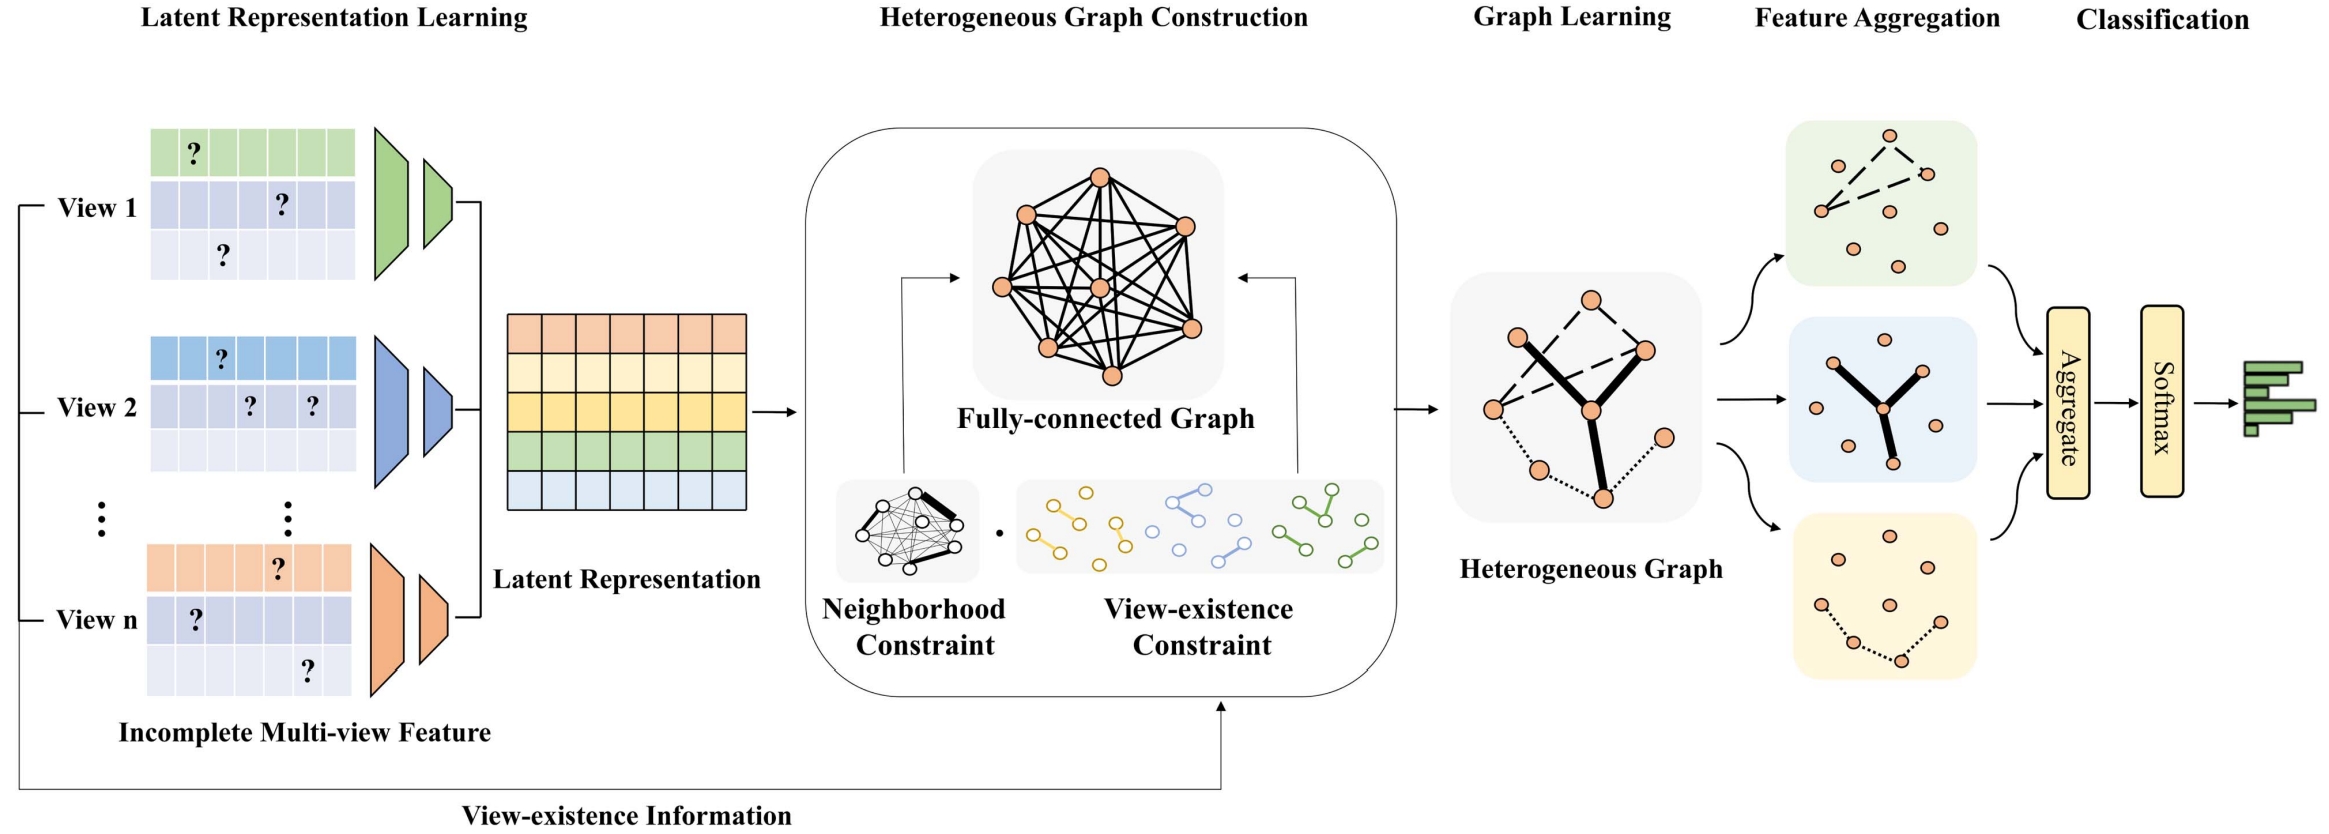 Latent Representation Learning
Heterogeneous Graph Construction
Graph Learning
Feature Aggregation
Classification
?
?
?
View 1
?
? ?
View 2
?
?
?
View n
Incomplete Multi-view Feature
Latent Representation
Fully-connected Graph
Neighborhood
Constraint
View-existence
Constraint
Heterogeneous Graph
Aggregate
Softmax
View-existence Information